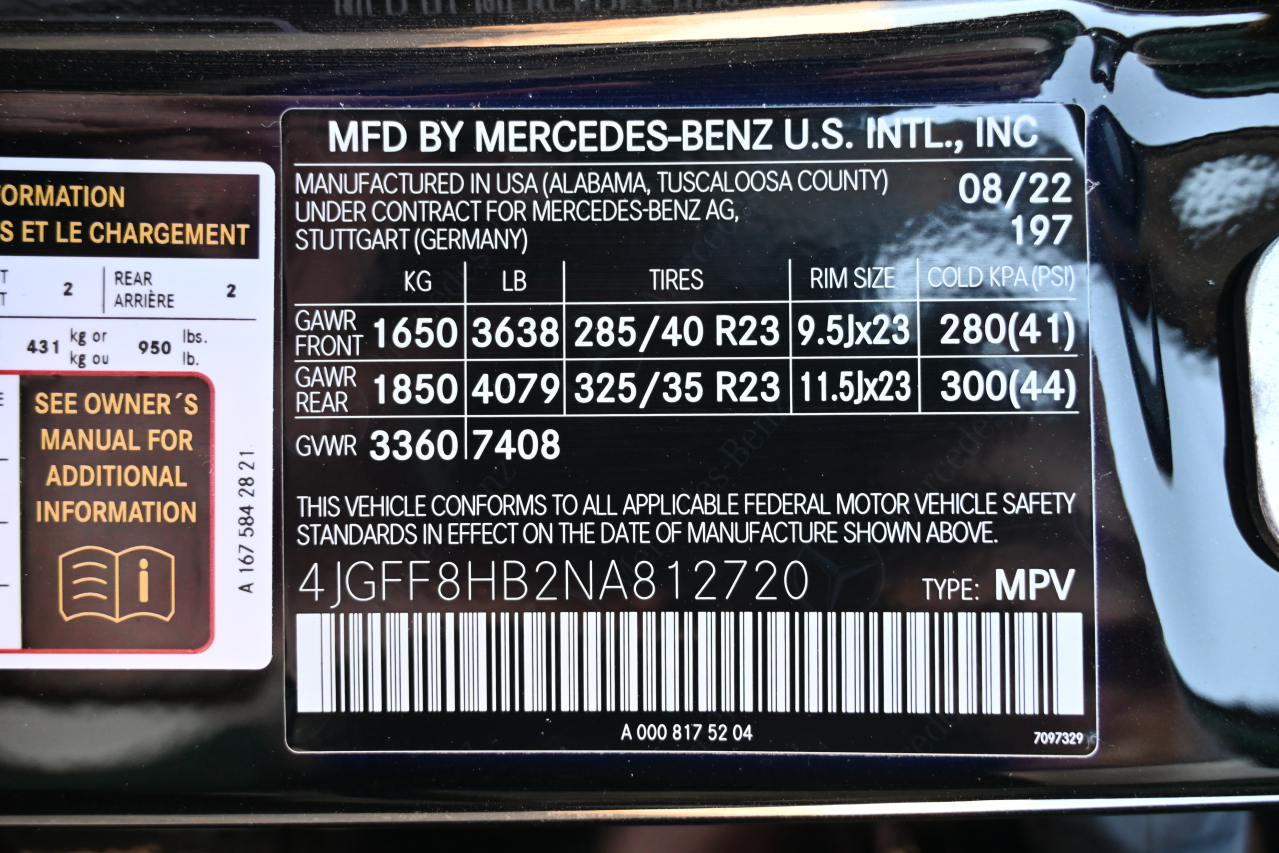 ORMATION
S ET LE CHARGEMENT
T 2 REAR 2
T ARRIÈRE
431 kg or 950 lbs.
kg ou lb.
SEE OWNER´S
MANUAL FOR
ADDITIONAL
INFORMATION
A 167 584 28 21
MFD BY MERCEDES-BENZ U.S. INTL., INC
MANUFACTURED IN USA (ALABAMA, TUSCALOOSA COUNTY) 08/22
UNDER CONTRACT FOR MERCEDES-BENZ AG, 197
STUTTGART (GERMANY)
KG LB TIRES RIM SIZE COLD KPA (PSI)
GAWR FRONT 1650 3638 285/40 R23 9.5Jx23 280(41)
GAWR REAR 1850 4079 325/35 R23 11.5Jx23 300(44)
GVWR 3360 7408
THIS VEHICLE CONFORMS TO ALL APPLICABLE FEDERAL MOTOR VEHICLE SAFETY
STANDARDS IN EFFECT ON THE DATE OF MANUFACTURE SHOWN ABOVE.
4JGFF8HB2NA812720 TYPE: MPV
A 000 817 52 04
7097329